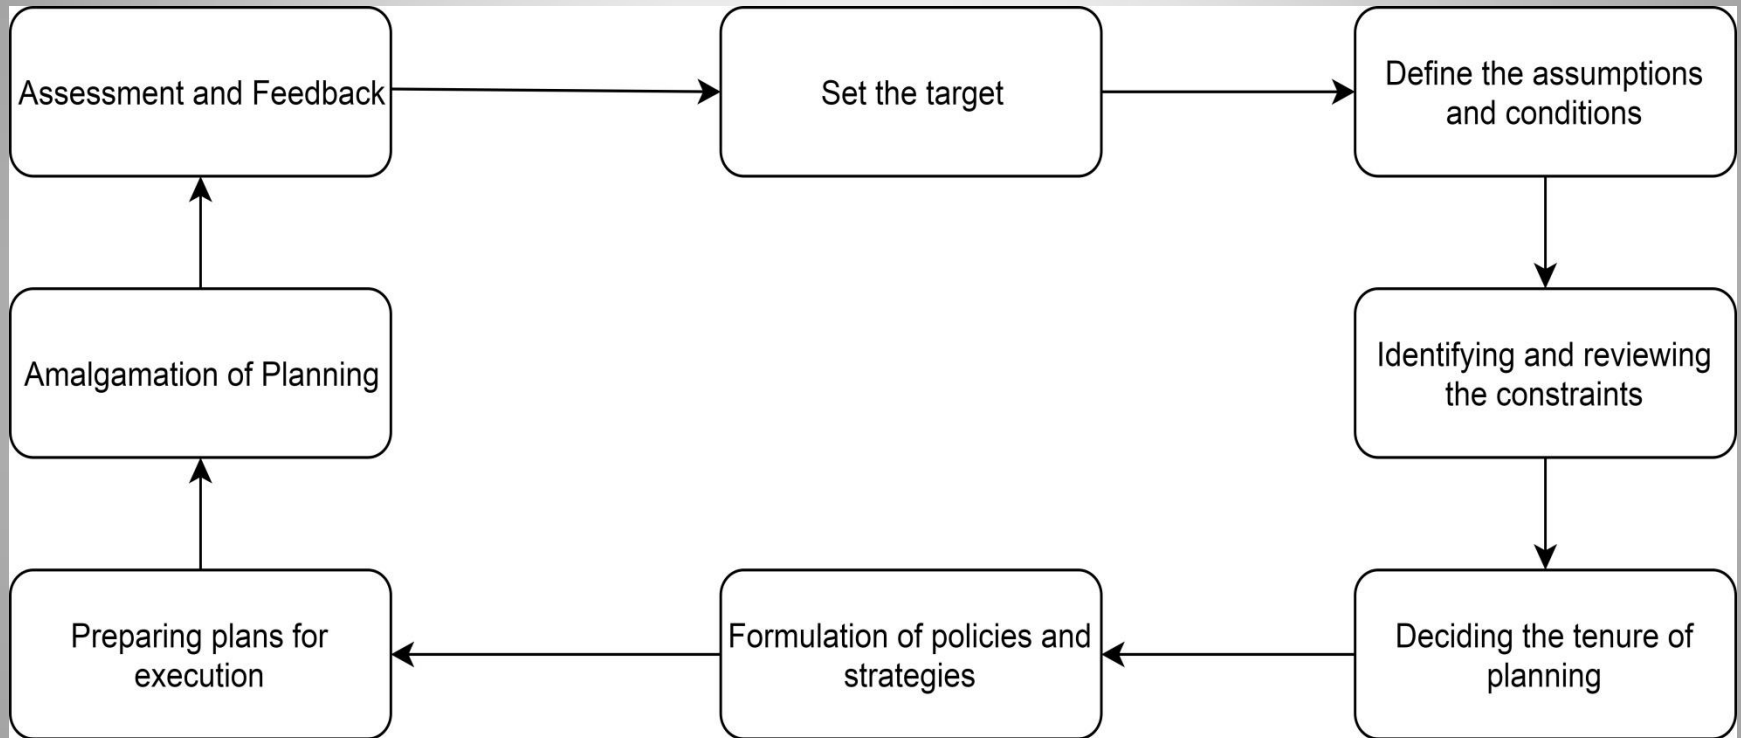 Assessment and Feedback
Set the target
Define the assumptions
and conditions
Amalgamation of Planning
Identifying and reviewing
the constraints
Preparing plans for
execution
Formulation of policies and
strategies
Deciding the tenure of
planning